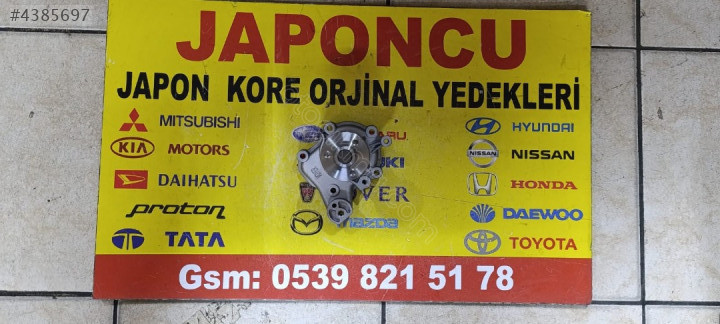 #4385697
JAPONCU
JAPON KORE ORJİNAL YEDEKLERİ
MITSUBISHI
HYUNDAI
KIA MOTORS
NISSAN
DAIHATSU
HONDA
proton
mazda
DAEWOO
TATA
TOYOTA
Gsm: 0539 821 51 78